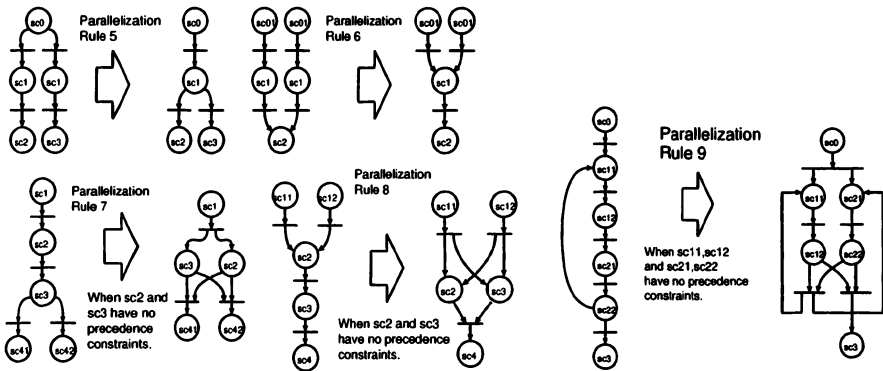 sc0
Parallelization
Rule 5
sc0
sc01
sc01
Parallelization
Rule 6
sc01
sc01
sc1
sc1
sc1
sc1
sc1
sc1
sc2
sc3
sc2
sc3
sc2
sc2
sc1
Parallelization
Rule 7
sc1
sc11
sc12
Parallelization
Rule 8
sc11
sc12
sc2
sc3
sc2
sc2
sc2
sc3
sc3
When sc2 and
sc3 have no
precedence
constraints.
sc3
When sc2 and sc3
have no precedence
constraints.
sc41
sc42
sc41
sc42
sc4
sc4
sc0
Parallelization
Rule 9
sc0
sc11
sc11
sc21
sc12
sc12
sc22
When sc11,sc12
and sc21,sc22
have no precedence
constraints.
sc21
sc22
sc3
sc3